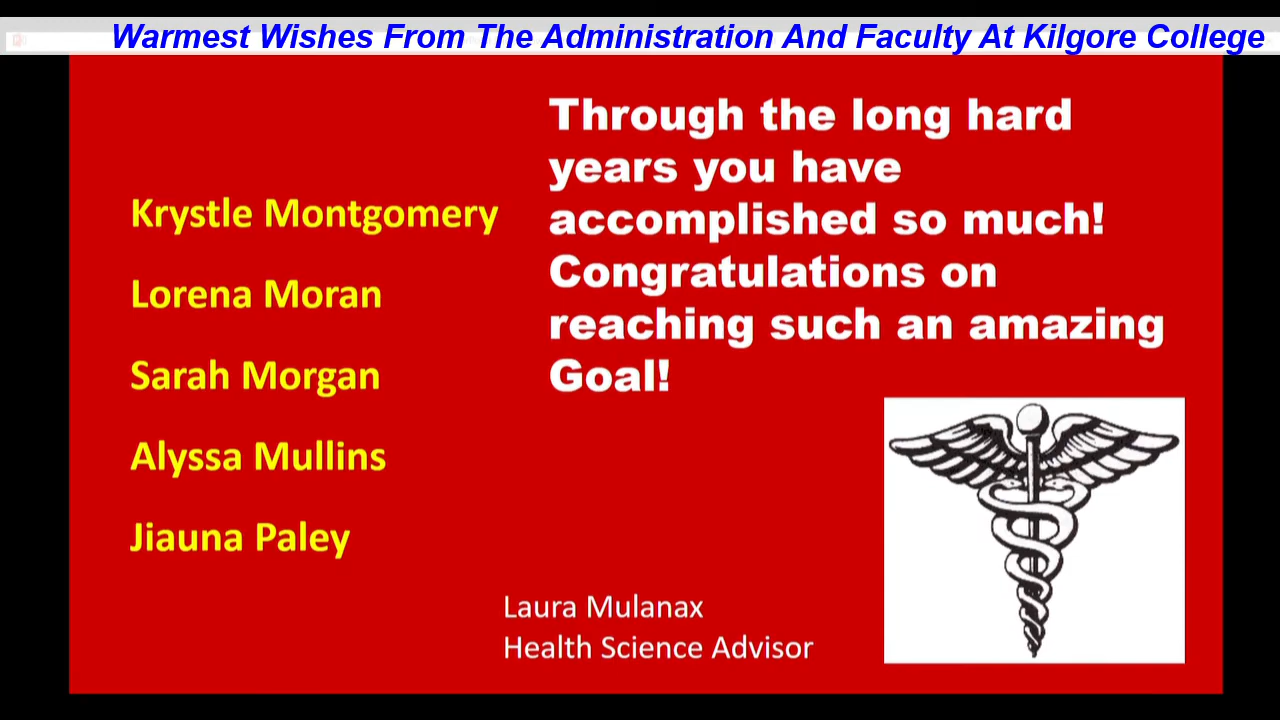 Warmest Wishes From The Administration And Faculty At Kilgore College
Krystle Montgomery
Lorena Moran
Sarah Morgan
Alyssa Mullins
Jiauna Paley
Through the long hard
years you have
accomplished so much!
Congratulations on
reaching such an amazing
Goal!
Laura Mulanax
Health Science Advisor